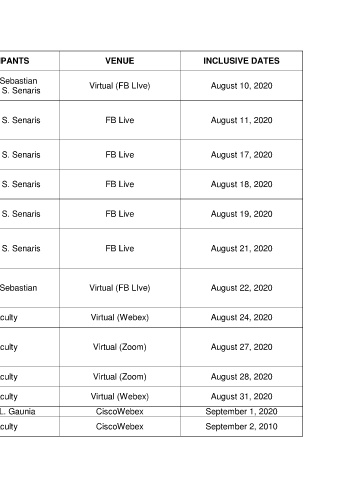 IPANTS VENUE INCLUSIVE DATES
Sebastian
S. Senaris Virtual (FB LIve) August 10, 2020
S. Senaris FB Live August 11, 2020
S. Senaris FB Live August 17, 2020
S. Senaris FB Live August 18, 2020
S. Senaris FB Live August 19, 2020
S. Senaris FB Live August 21, 2020
Sebastian Virtual (FB LIve) August 22, 2020
culty Virtual (Webex) August 24, 2020
culty Virtual (Zoom) August 27, 2020
culty Virtual (Zoom) August 28, 2020
culty Virtual (Webex) August 31, 2020
L. Gaunia CiscoWebex September 1, 2020
culty CiscoWebex September 2, 2010